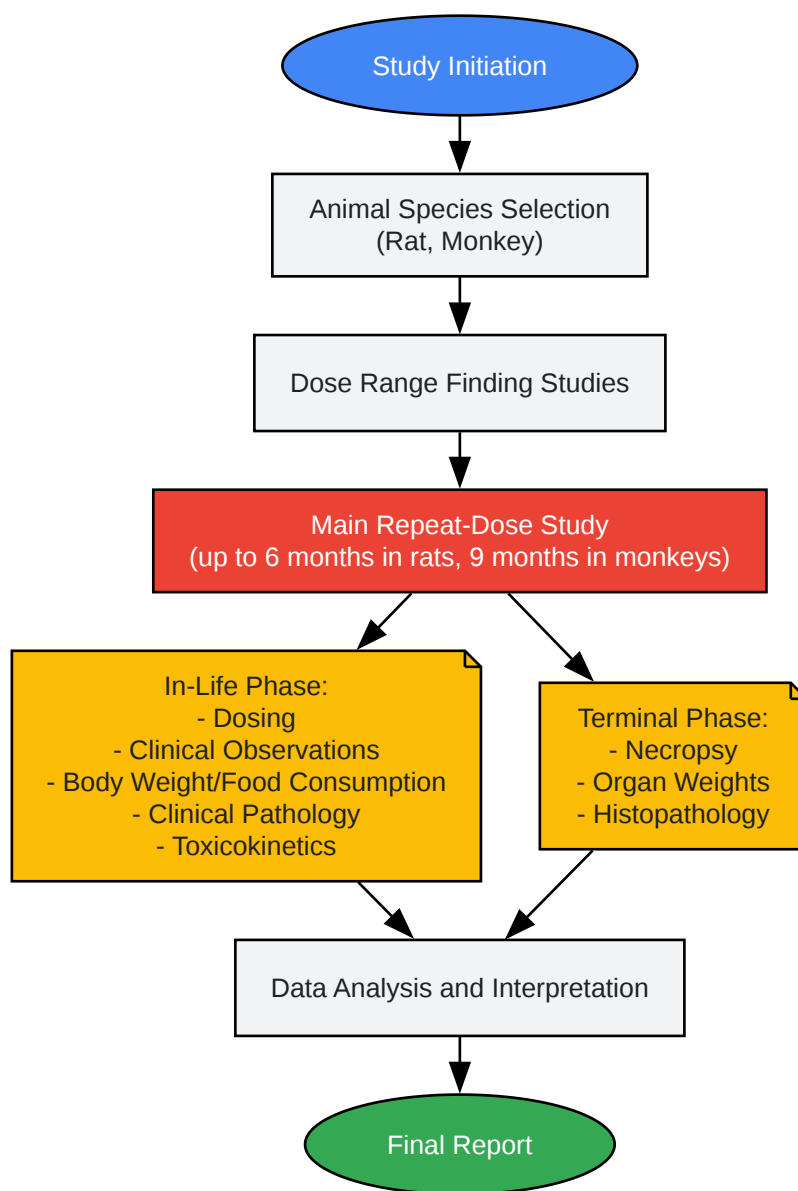 Study Initiation
Animal Species Selection
(Rat, Monkey)
Dose Range Finding Studies
Main Repeat-Dose Study
(up to 6 months in rats, 9 months in monkeys)
In-Life Phase:
- Dosing
- Clinical Observations
- Body Weight/Food Consumption
- Clinical Pathology
- Toxicokinetics
Terminal Phase:
- Necropsy
- Organ Weights
- Histopathology
Data Analysis and Interpretation
Final Report